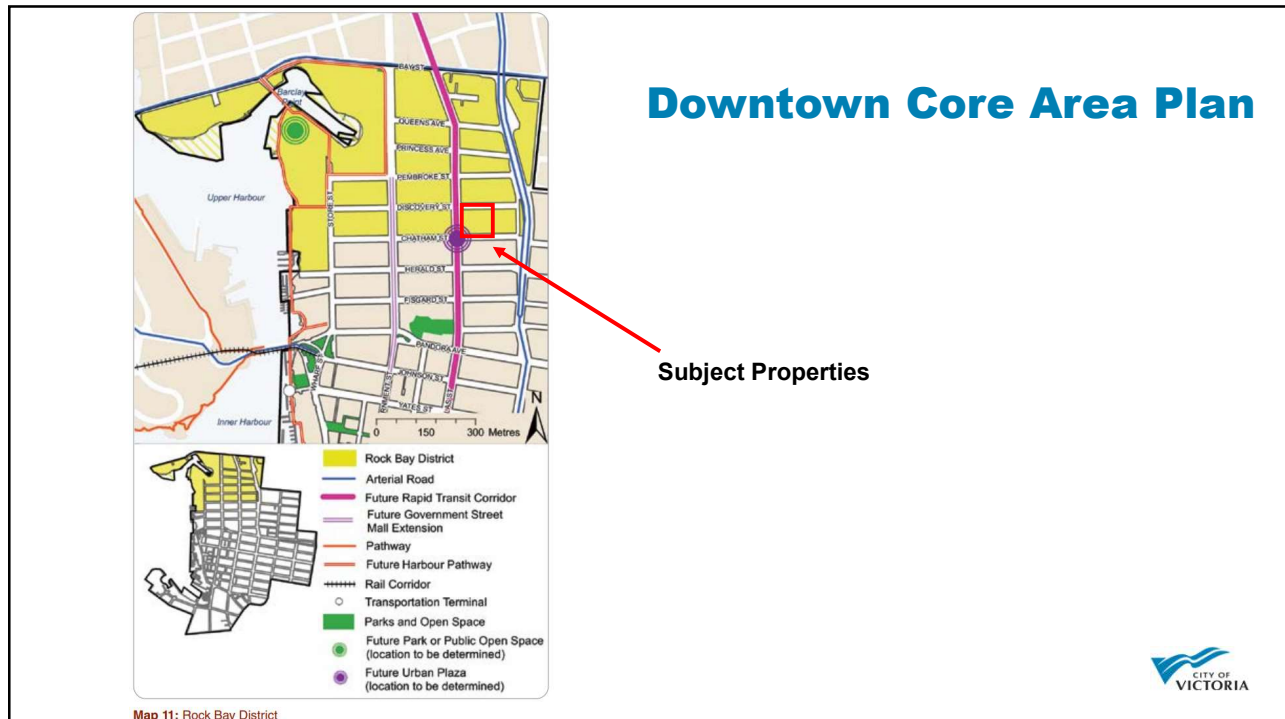 Downtown Core Area Plan
BAY ST
Barclay
Point
QUEENS AVE
PRINCESS AVE
PEMBROKE ST
Upper Harbour
STORE ST
DISCOVERY ST
CHATHAM ST
HERALD ST
FISGARD ST
PANDORA AVE
WHARF ST
JOHNSON ST
ERNMENT ST
YATES ST
LAS ST
Inner Harbour
N
0 150 300 Metres
Subject Properties
Rock Bay District
Arterial Road
Future Rapid Transit Corridor
Future Government Street
Mall Extension
Pathway
Future Harbour Pathway
Rail Corridor
Transportation Terminal
Parks and Open Space
Future Park or Public Open Space
(location to be determined)
Future Urban Plaza
(location to be determined)
Map 11: Rock Bay District
CITY OF
VICTORIA